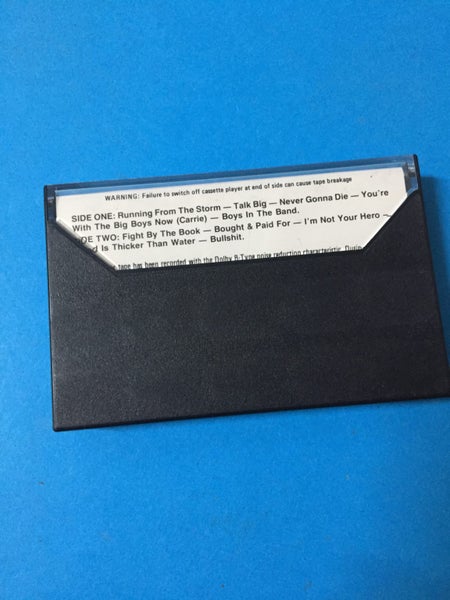 WARNING: Failure to switch off cassette player at end of side can cause tape breakage
SIDE ONE: Running From The Storm — Talk Big — Never Gonna Die — You're
With The Big Boys Now (Carrie) — Boys In The Band.
DE TWO: Fight By The Book — Bought & Paid For — I'm Not Your Hero —
d Is Thicker Than Water — Bullshit.
tape has been recorded with the Dolby B-Type noise reduction characteristic.